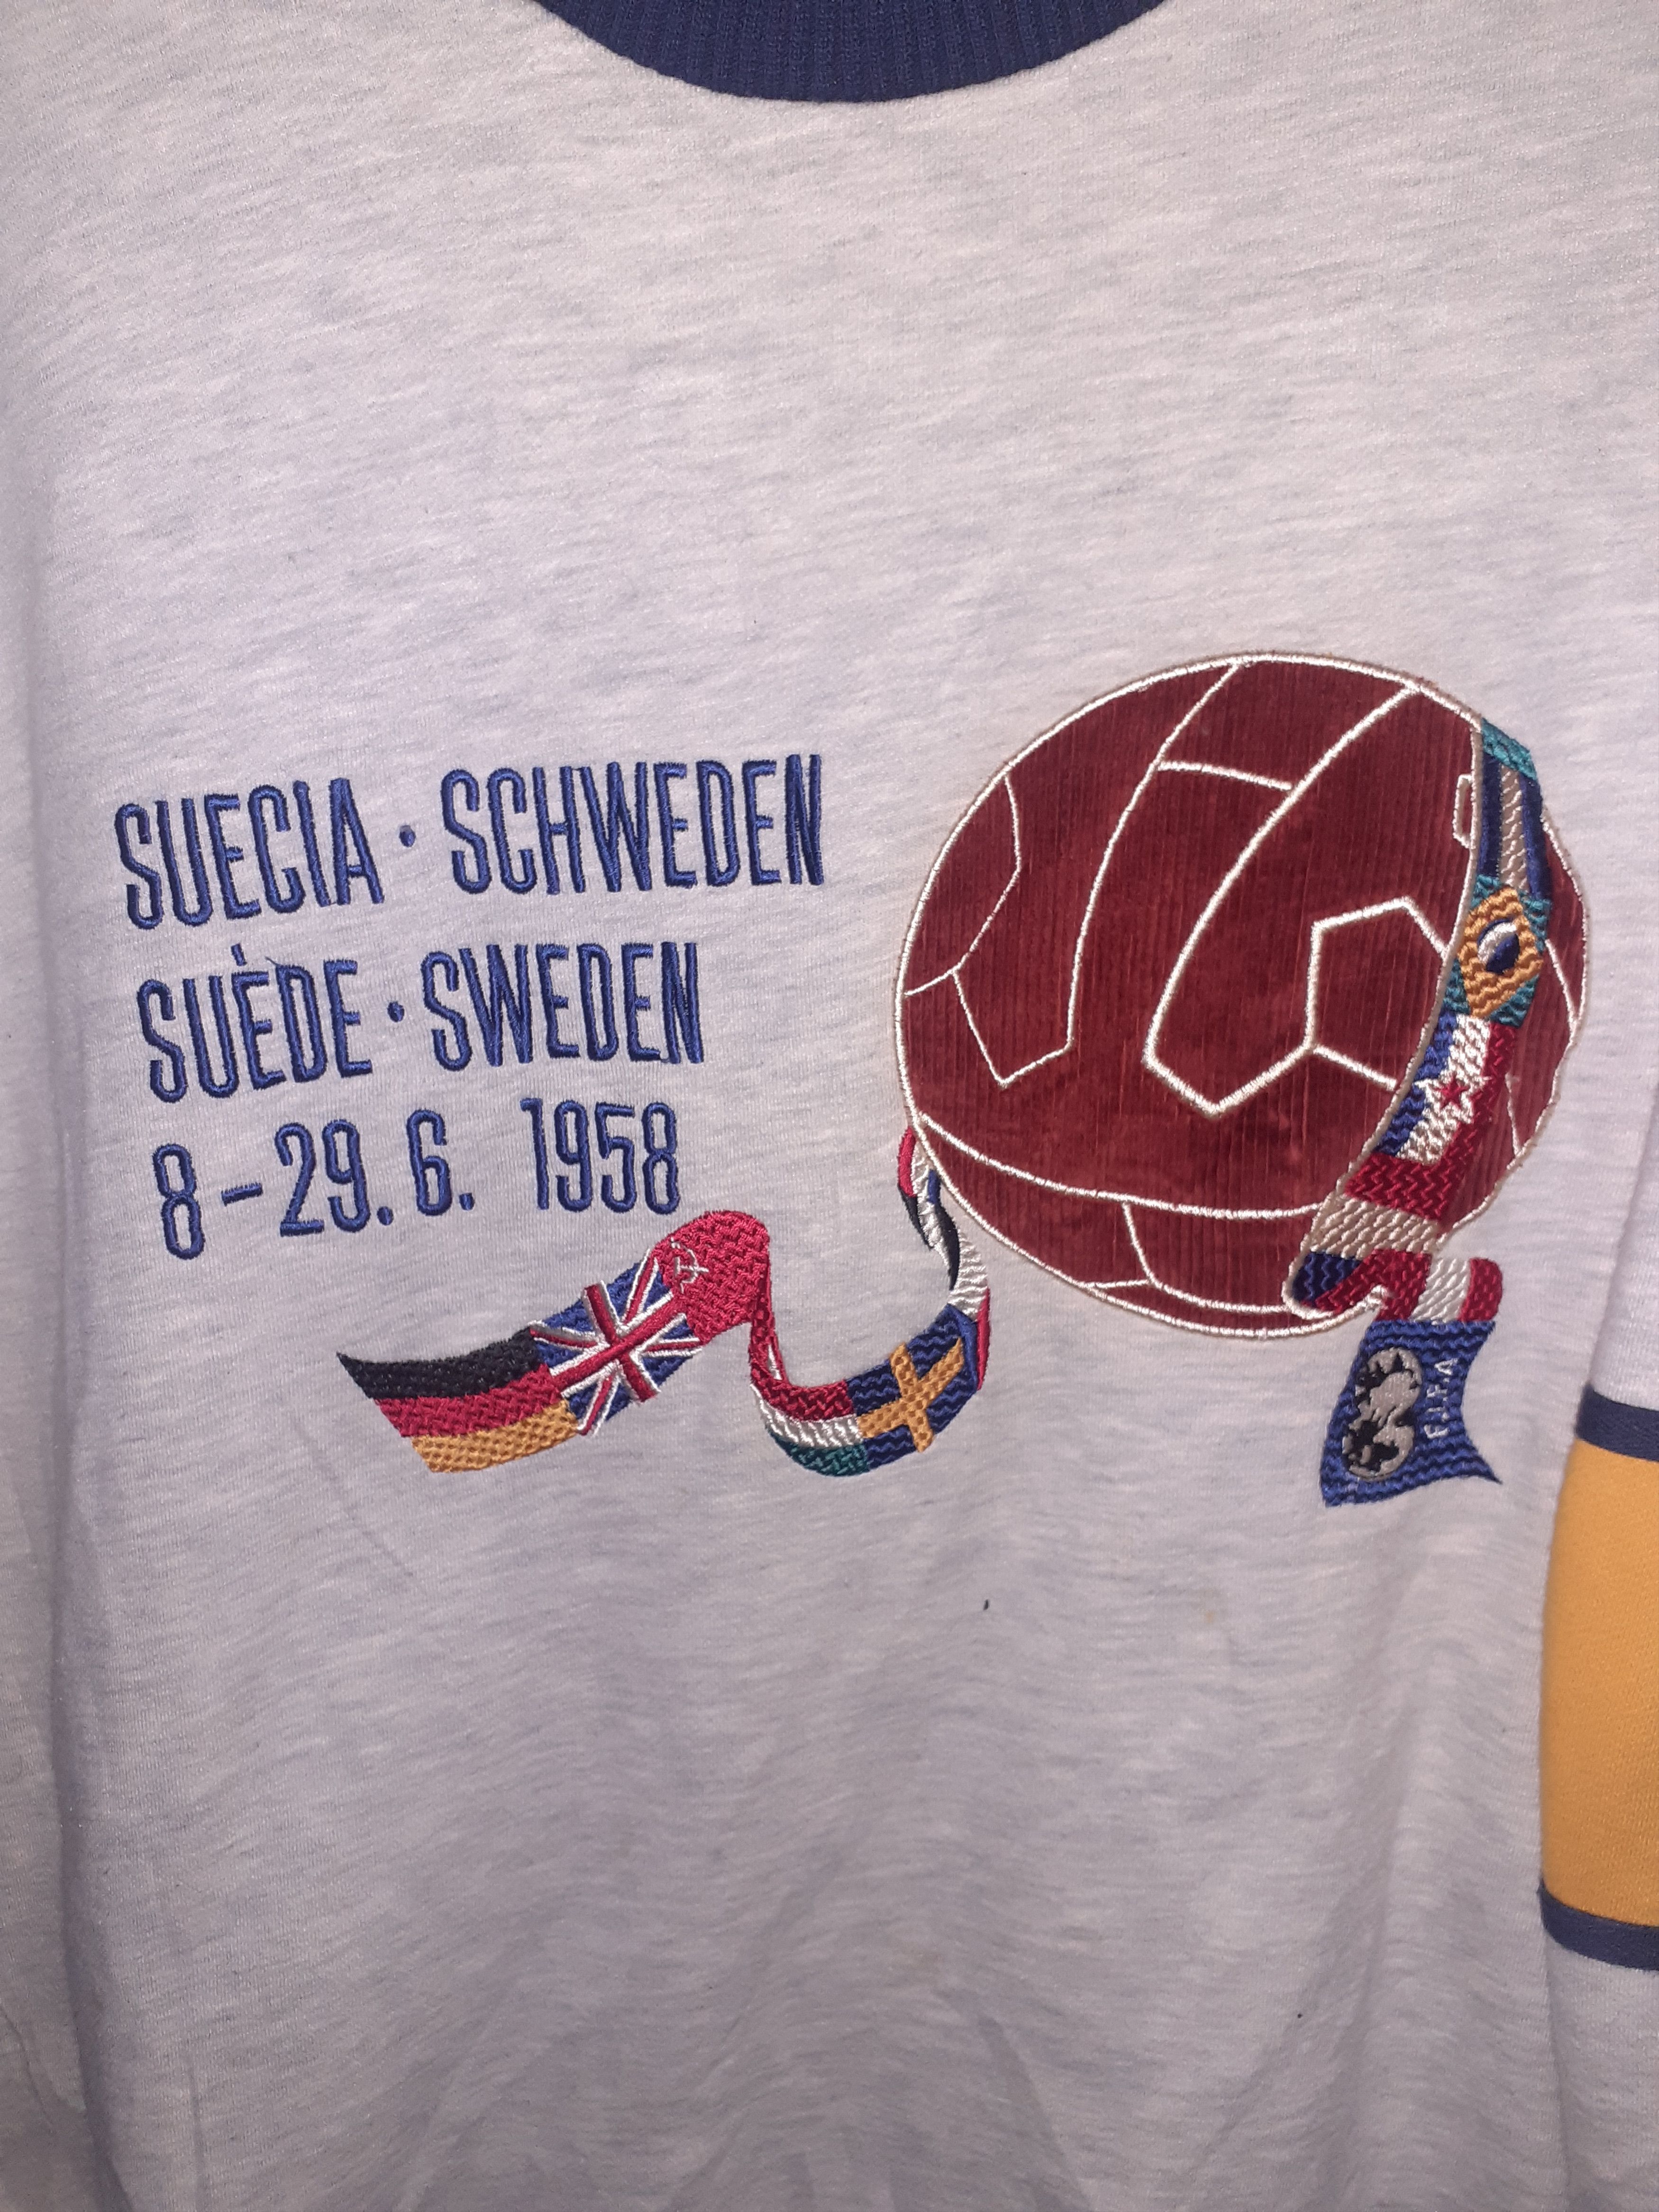 SUECIA · SCHWEDEN
SUÈDE · SWEDEN
8-29. 6. 1958
F.I.F.A